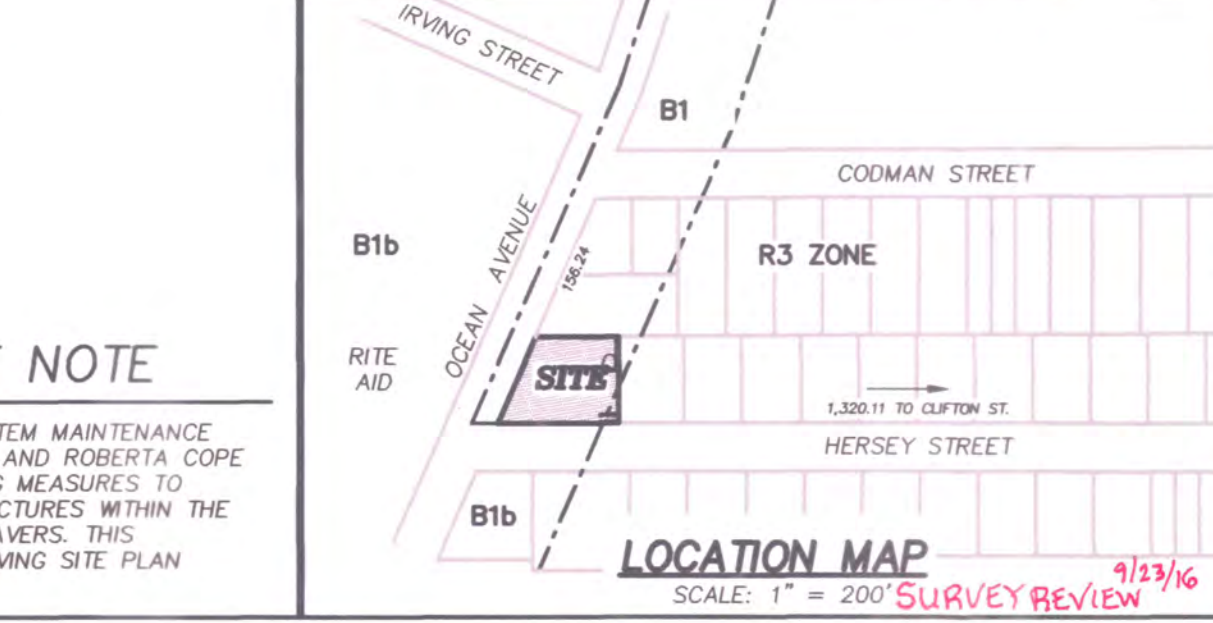 NOTE
TEM MAINTENANCE
AND ROBERTA COPE
MEASURES TO
CTURES WITHIN THE
AVERS. THIS
VING SITE PLAN
IRVING STREET
B1
CODMAN STREET
B1b
OCEAN AVENUE
156.24
R3 ZONE
RITE
AID
SITE
1,320.11 TO CLIFTON ST.
HERSEY STREET
B1b
LOCATION MAP
SCALE: 1" = 200'
SURVEY REVIEW 9/23/16